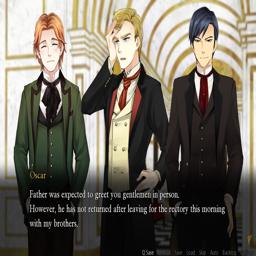 Oscar
Father was expected to greet you gentlemen in person.
However, he his not returned after leaving for the rectory this morning
with my brothers.
Q.Save Save Load Skip Auto Backlog